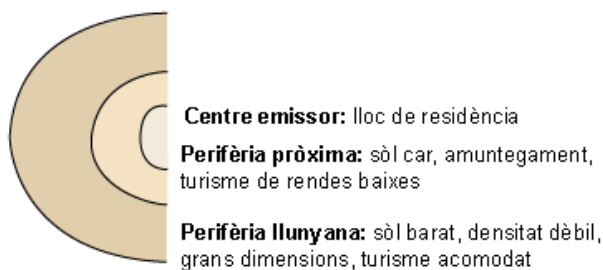 Centre emissor: lloc de residència
Perifèria pròxima: sòl car, amuntegament,
turisme de rendes baixes
Perifèria llunyana: sòl barat, densitat dèbil,
grans dimensions, turisme acomodat